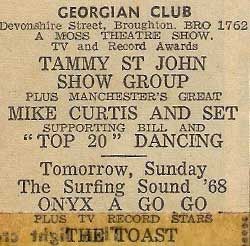 GEORGIAN CLUB
Devonshire Street, Broughton. BRO 1762
A MOSS THEATRE SHOW.
TV and Record Awards
TAMMY ST JOHN
SHOW GROUP
PLUS MANCHESTER'S GREAT
MIKE CURTIS AND SET
SUPPORTING BILL AND
"TOP 20" DANCING
Tomorrow, Sunday
The Surfing Sound '68
ONYX A GO GO
PLUS TV RECORD STARS
THE TOAST